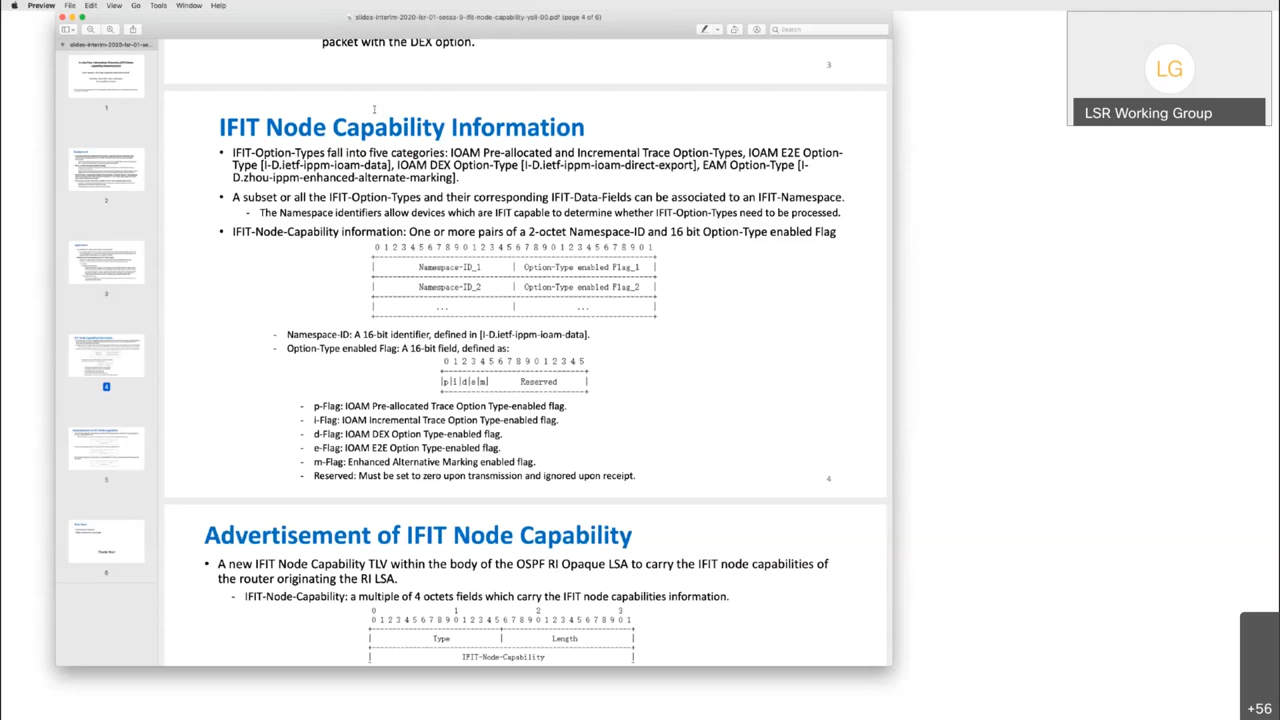 Preview File Edit View Go Tools Window Help
slides-interim-2020-lsr-01-sessa-9-ifit-node-capability-yali-00.pdf (page 4 of 6)
Search
slides-interim-2020-lsr-01-se...
packet with the DEX option.
3
IFIT Node Capability Information
• IFIT-Option-Types fall into five categories: IOAM Pre-allocated and Incremental Trace Option-Types, IOAM E2E Option-
Type [I-D.ietf-ippm-ioam-data], IOAM DEX Option-Type [I-D.ietf-ippm-ioam-direct-export], EAM Option-Type [I-
D.zhou-ippm-enhanced-alternate-marking].
• A subset or all the IFIT-Option-Types and their corresponding IFIT-Data-Fields can be associated to an IFIT-Namespace.
- The Namespace identifiers allow devices which are IFIT capable to determine whether IFIT-Option-Types need to be processed.
• IFIT-Node-Capability information: One or more pairs of a 2-octet Namespace-ID and 16 bit Option-Type enabled Flag
0 1 2 3 4 5 6 7 8 9 0 1 2 3 4 5 6 7 8 9 0 1 2 3 4 5 6 7 8 9 0 1
Namespace-ID_1 | Option-Type enabled Flag_1 |
Namespace-ID_2 | Option-Type enabled Flag_2 |
... | ... |
- Namespace-ID: A 16-bit identifier, defined in [I-D.ietf-ippm-ioam-data].
- Option-Type enabled Flag: A 16-bit field, defined as:
0 1 2 3 4 5 6 7 8 9 0 1 2 3 4 5
|p|i|d|e|m| Reserved |
- p-Flag: IOAM Pre-allocated Trace Option Type-enabled flag.
- i-Flag: IOAM Incremental Trace Option Type-enabled flag.
- d-Flag: IOAM DEX Option Type-enabled flag.
- e-Flag: IOAM E2E Option Type-enabled flag.
- m-Flag: Enhanced Alternative Marking enabled flag.
- Reserved: Must be set to zero upon transmission and ignored upon receipt.
4
Advertisement of IFIT Node Capability
• A new IFIT Node Capability TLV within the body of the OSPF RI Opaque LSA to carry the IFIT node capabilities of
the router originating the RI LSA.
- IFIT-Node-Capability: a multiple of 4 octets fields which carry the IFIT node capabilities information.
0 1 2 3
0 1 2 3 4 5 6 7 8 9 0 1 2 3 4 5 6 7 8 9 0 1 2 3 4 5 6 7 8 9 0 1
| Type | Length |
| IFIT-Node-Capability |
1
2
3
4
5
Thank You!
6
LG
LSR Working Group
+56